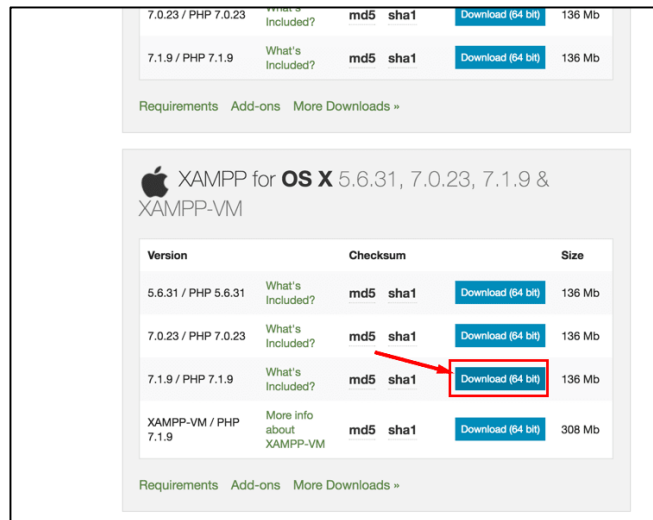 7.0.23 / PHP 7.0.23 What's Included? md5 sha1 Download (64 bit) 136 Mb
7.1.9 / PHP 7.1.9 What's Included? md5 sha1 Download (64 bit) 136 Mb
Requirements Add-ons More Downloads »
XAMPP for OS X 5.6.31, 7.0.23, 7.1.9 &
XAMPP-VM
Version Checksum Size
5.6.31 / PHP 5.6.31 What's Included? md5 sha1 Download (64 bit) 136 Mb
7.0.23 / PHP 7.0.23 What's Included? md5 sha1 Download (64 bit) 136 Mb
7.1.9 / PHP 7.1.9 What's Included? md5 sha1 Download (64 bit) 136 Mb
XAMPP-VM / PHP 7.1.9 More info about XAMPP-VM md5 sha1 Download (64 bit) 308 Mb
Requirements Add-ons More Downloads »